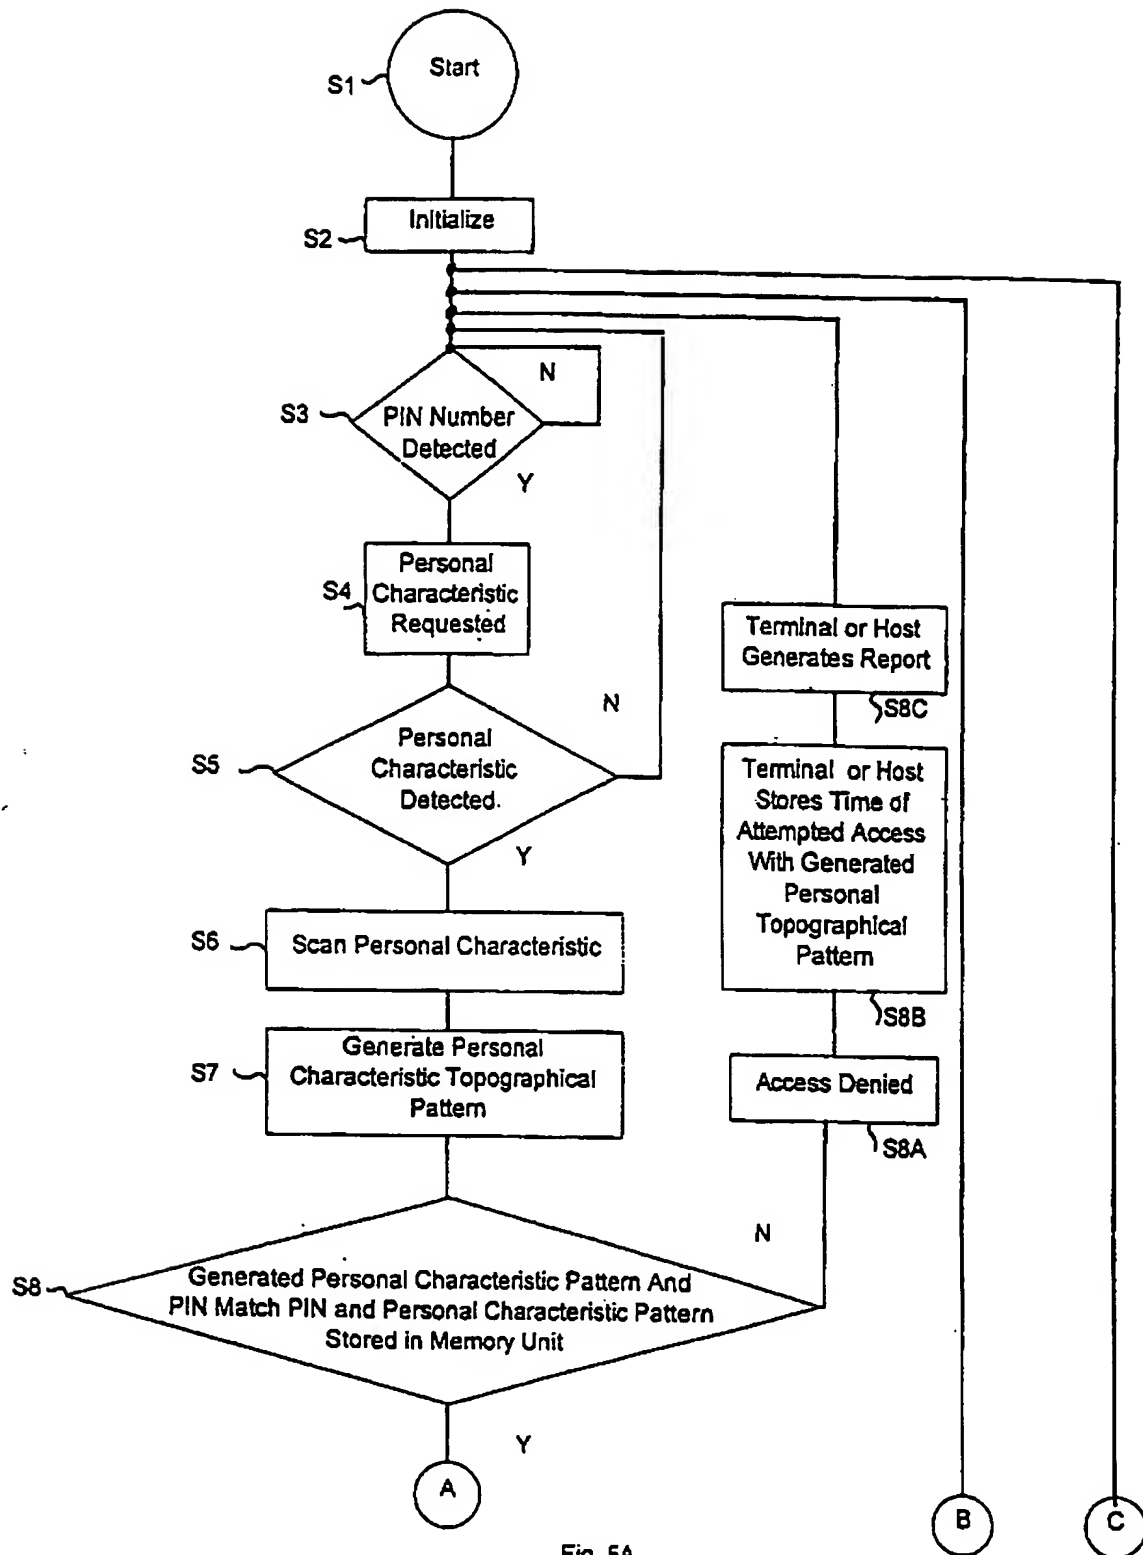 Start
S1
Initialize
S2
N
S3
PIN Number
Detected
Y
Personal
Characteristic
Requested
S4
Terminal or Host
Generates Report
S8C
N
Personal
Characteristic
Detected.
S5
Y
Terminal or Host
Stores Time of
Attempted Access
With Generated
Personal
Topographical
Pattern
S8B
S6
Scan Personal Characteristic
Generate Personal
Characteristic Topographical
Pattern
S7
Access Denied
S8A
N
S8
Generated Personal Characteristic Pattern And
PIN Match PIN and Personal Characteristic Pattern
Stored in Memory Unit
Y
A
B
C
Fig. 5A